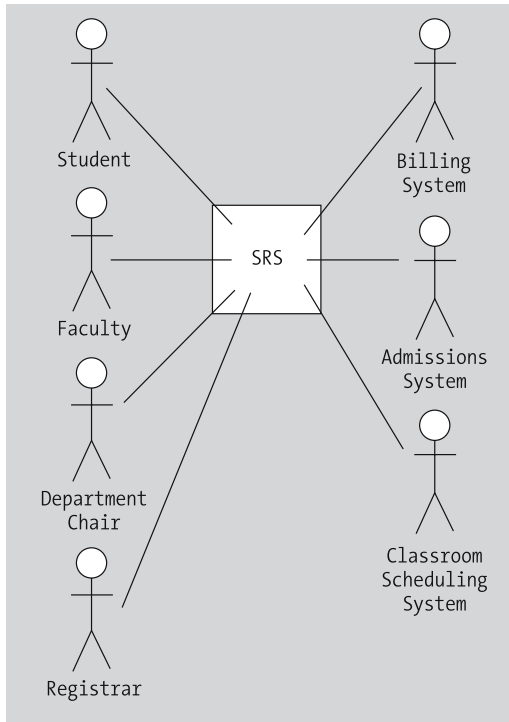 Student
Billing
System
SRS
Faculty
Admissions
System
Department
Chair
Classroom
Scheduling
System
Registrar